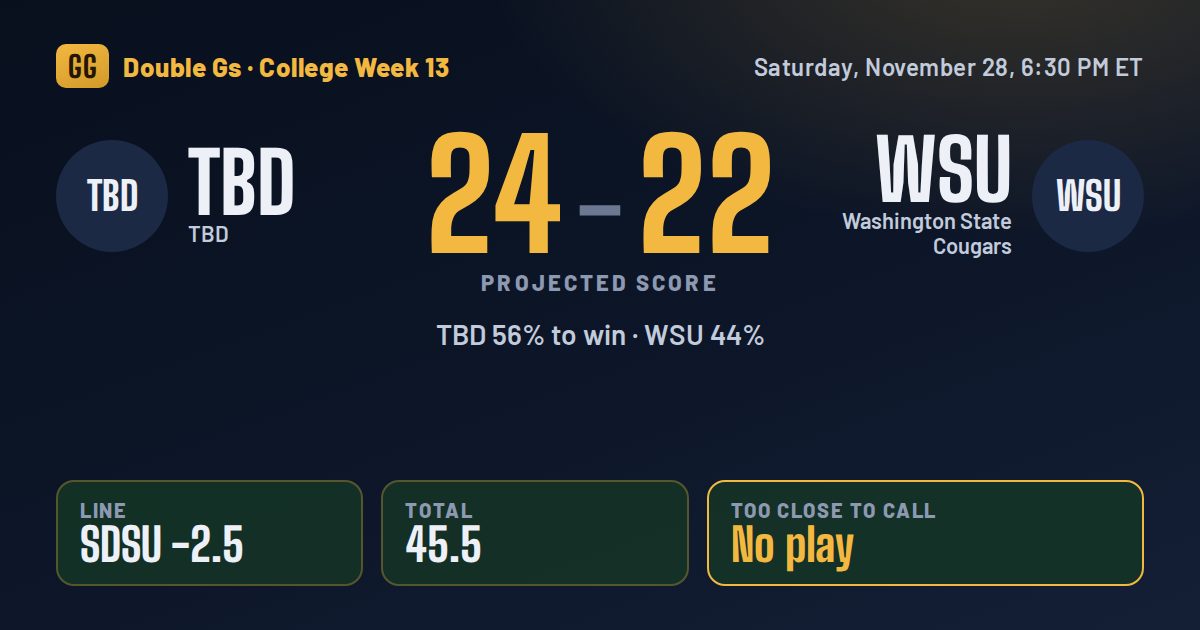 GG
Double Gs · College Week 13
Saturday, November 28, 6:30 PM ET
TBD
TBD
TBD
24 – 22
PROJECTED SCORE
TBD 56% to win · WSU 44%
WSU
Washington State
Cougars
WSU
LINE
SDSU −2.5
TOTAL
45.5
TOO CLOSE TO CALL
No play